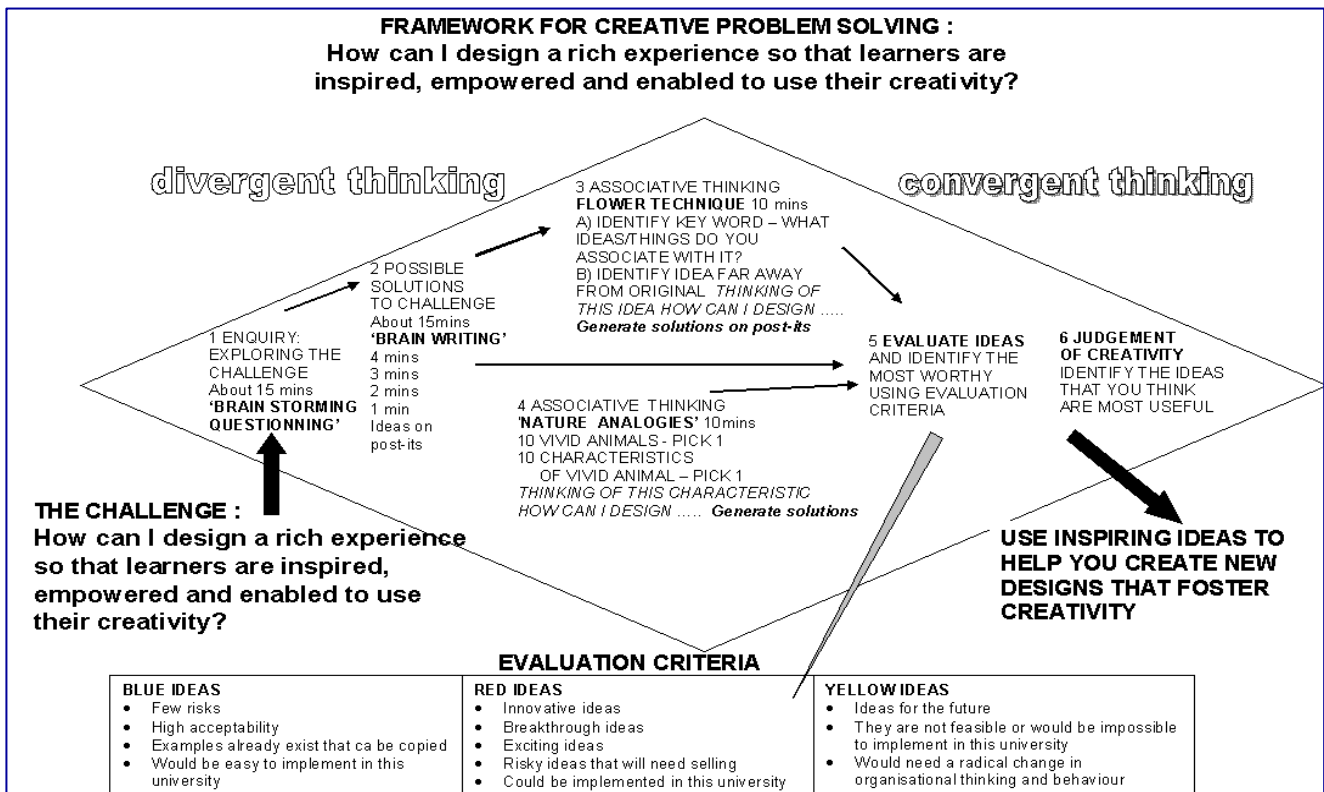 FRAMEWORK FOR CREATIVE PROBLEM SOLVING :
How can I design a rich experience so that learners are
inspired, empowered and enabled to use their creativity?
divergent thinking
convergent thinking
1 ENQUIRY:
EXPLORING THE
CHALLENGE
About 15 mins
‘BRAIN STORMING
QUESTIONNING’
2 POSSIBLE
SOLUTIONS
TO CHALLENGE
About 15mins
‘BRAIN WRITING’
4 mins
3 mins
2 mins
1 min
Ideas on
post-its
3 ASSOCIATIVE THINKING
FLOWER TECHNIQUE 10 mins
A) IDENTIFY KEY WORD – WHAT
IDEAS/THINGS DO YOU
ASSOCIATE WITH IT?
B) IDENTIFY IDEA FAR AWAY
FROM ORIGINAL THINKING OF
THIS IDEA HOW CAN I DESIGN .....
Generate solutions on post-its
4 ASSOCIATIVE THINKING
‘NATURE ANALOGIES’ 10mins
10 VIVID ANIMALS - PICK 1
10 CHARACTERISTICS
OF VIVID ANIMAL – PICK 1
THINKING OF THIS CHARACTERISTIC
HOW CAN I DESIGN ..... Generate solutions
5 EVALUATE IDEAS
AND IDENTIFY THE
MOST WORTHY
USING EVALUATION
CRITERIA
6 JUDGEMENT
OF CREATIVITY
IDENTIFY THE IDEAS
THAT YOU THINK
ARE MOST USEFUL
THE CHALLENGE :
How can I design a rich experience
so that learners are inspired,
empowered and enabled to use
their creativity?
USE INSPIRING IDEAS TO
HELP YOU CREATE NEW
DESIGNS THAT FOSTER
CREATIVITY
EVALUATION CRITERIA
BLUE IDEAS
• Few risks
• High acceptability
• Examples already exist that ca be copied
• Would be easy to implement in this
university
RED IDEAS
• Innovative ideas
• Breakthrough ideas
• Exciting ideas
• Risky ideas that will need selling
• Could be implemented in this university
YELLOW IDEAS
• Ideas for the future
• They are not feasible or would be impossible
to implement in this university
• Would need a radical change in
organisational thinking and behaviour